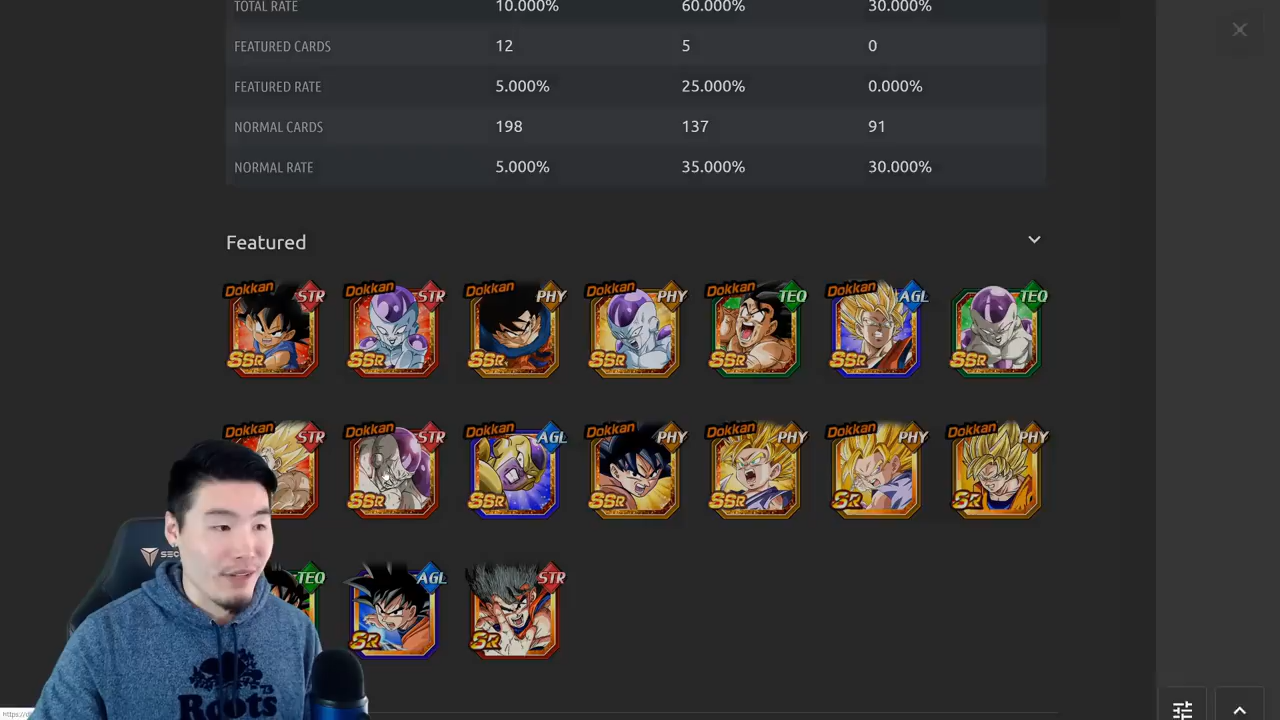 TOTAL RATE 10.000% 60.000% 30.000%
FEATURED CARDS 12 5 0
FEATURED RATE 5.000% 25.000% 0.000%
NORMAL CARDS 198 137 91
NORMAL RATE 5.000% 35.000% 30.000%
Featured
Dokkan STR Dokkan STR Dokkan PHY Dokkan PHY Dokkan TEQ Dokkan AGL TEQ
SSR SSR SSR SSR SSR SSR SSR
Dokkan STR Dokkan STR Dokkan AGL Dokkan PHY Dokkan PHY Dokkan PHY Dokkan PHY
SSR SSR SSR SSR SR SR
TEQ AGL STR
SR SR
SEC
Roots
https://d